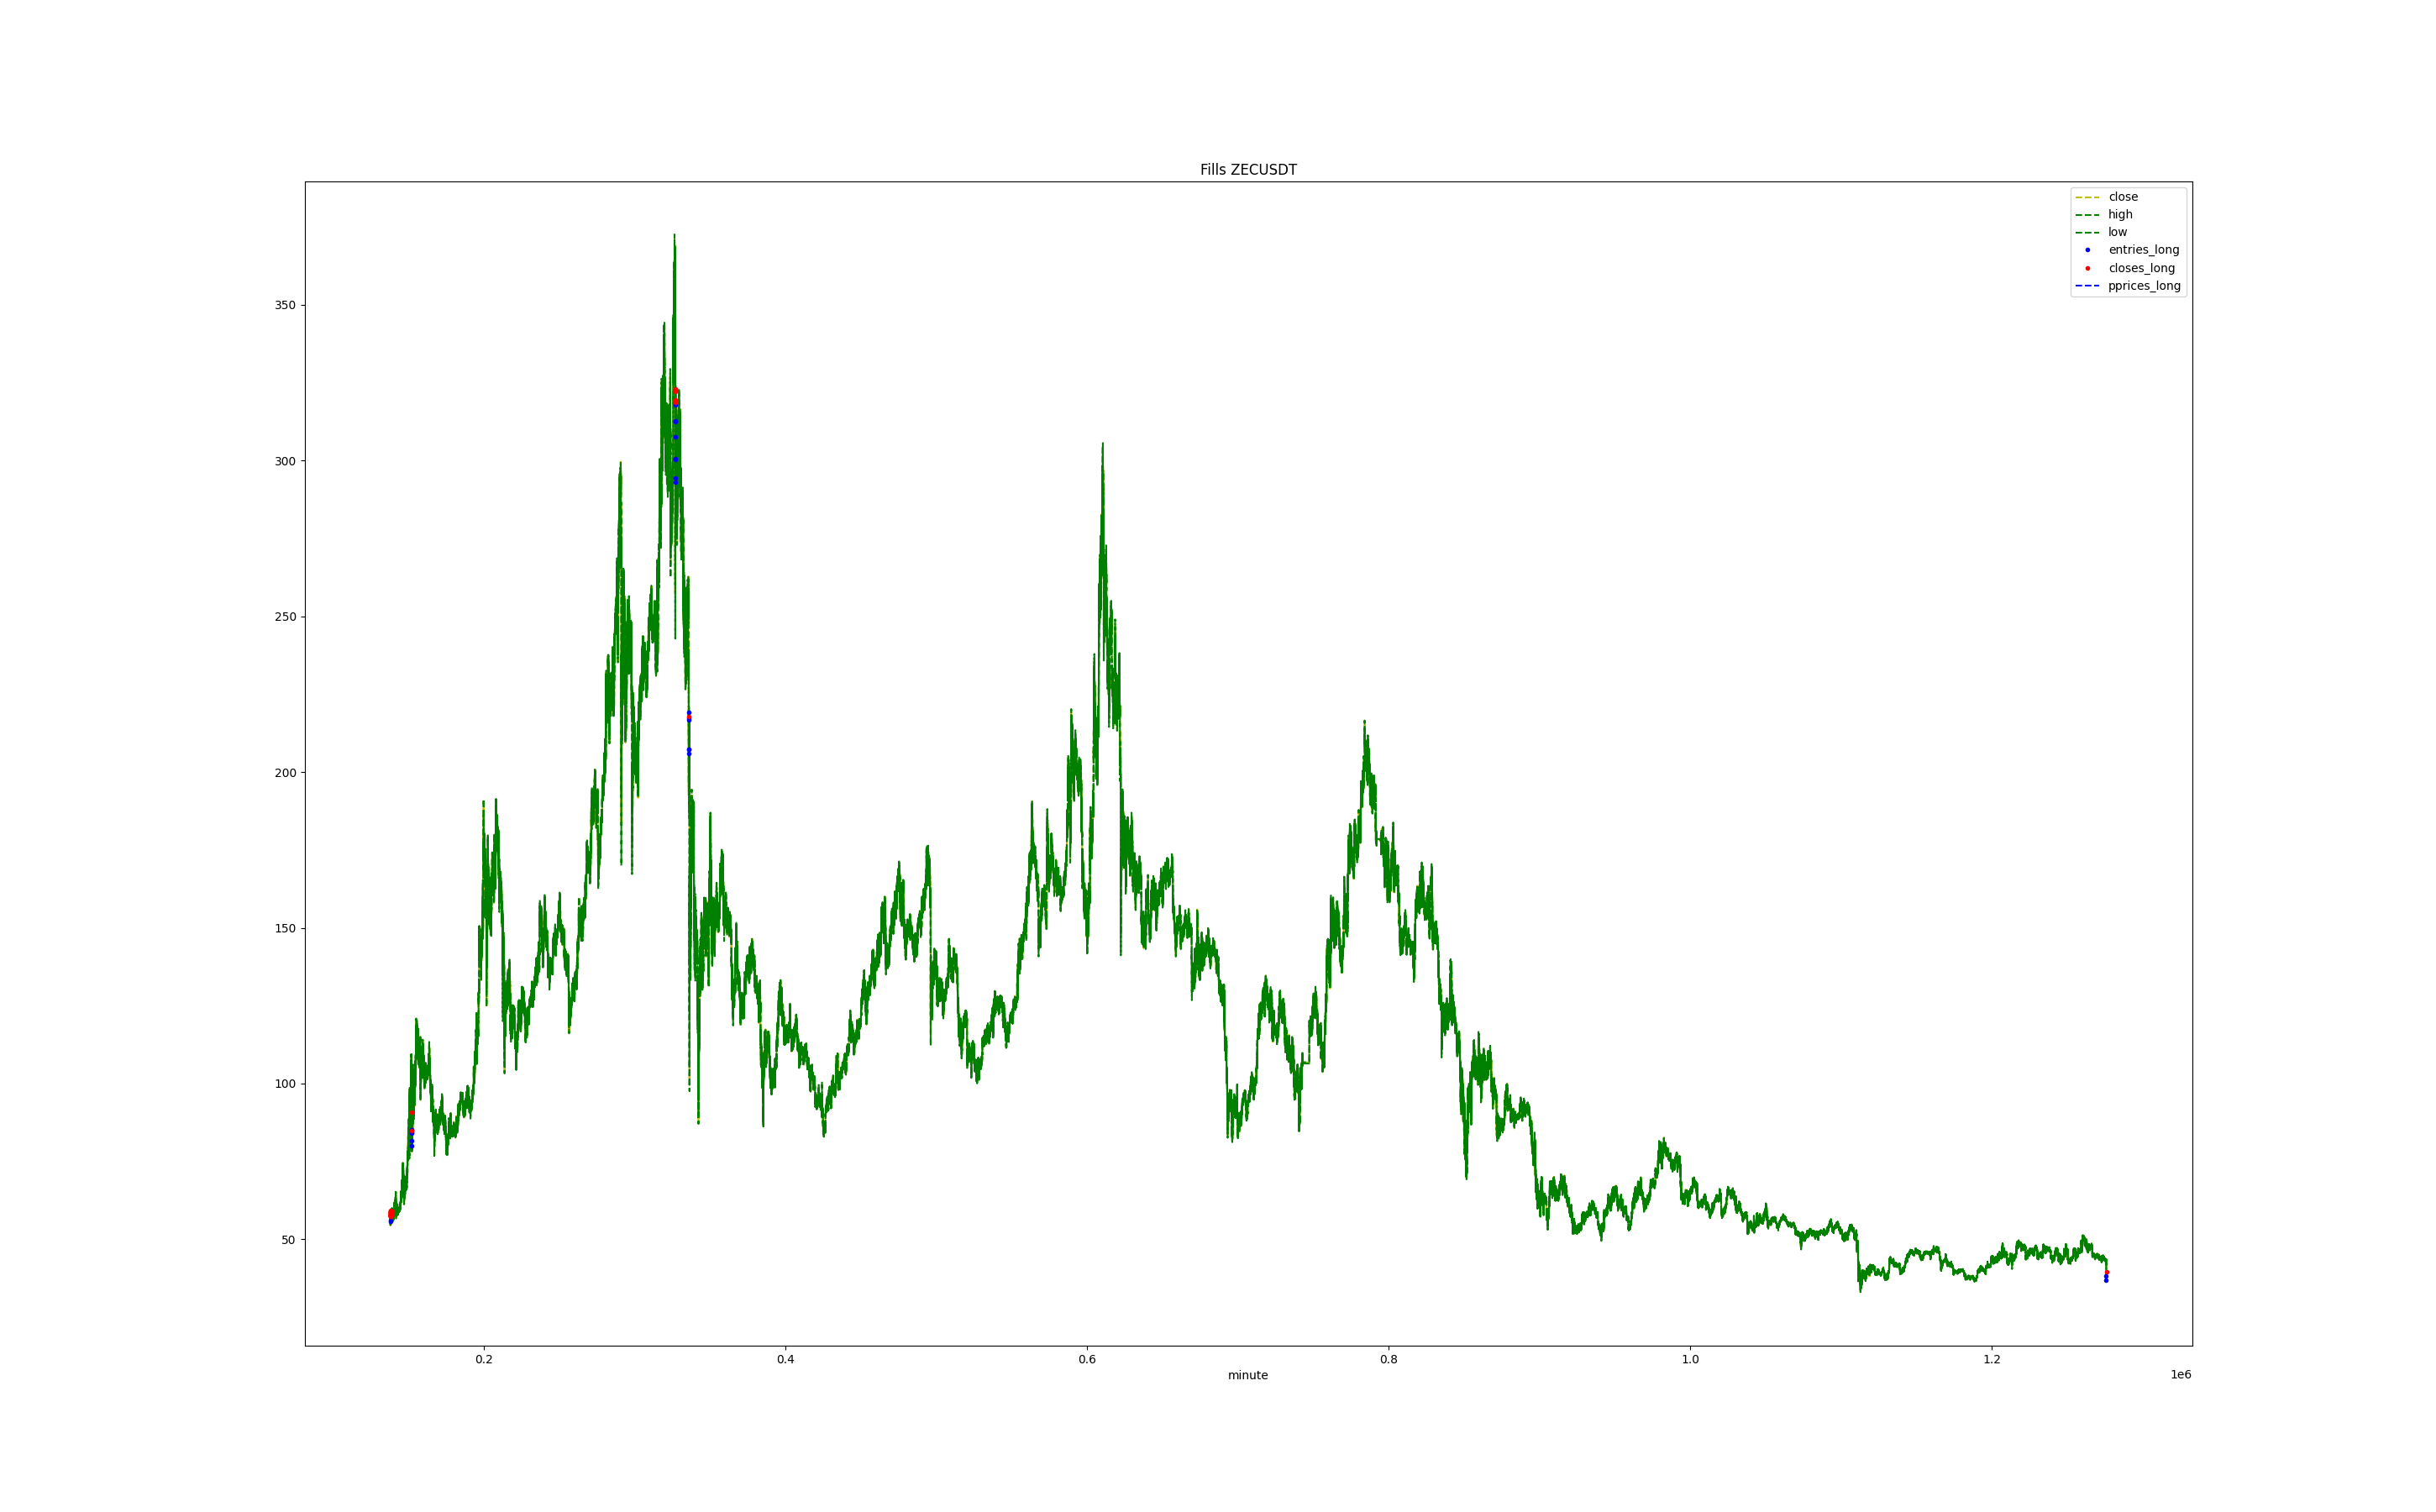 Fills ZECUSDT
close
high
low
entries_long
closes_long
pprices_long
350
300
250
200
150
100
50
0.2 0.4 0.6 0.8 1.0 1.2
minute
1e6